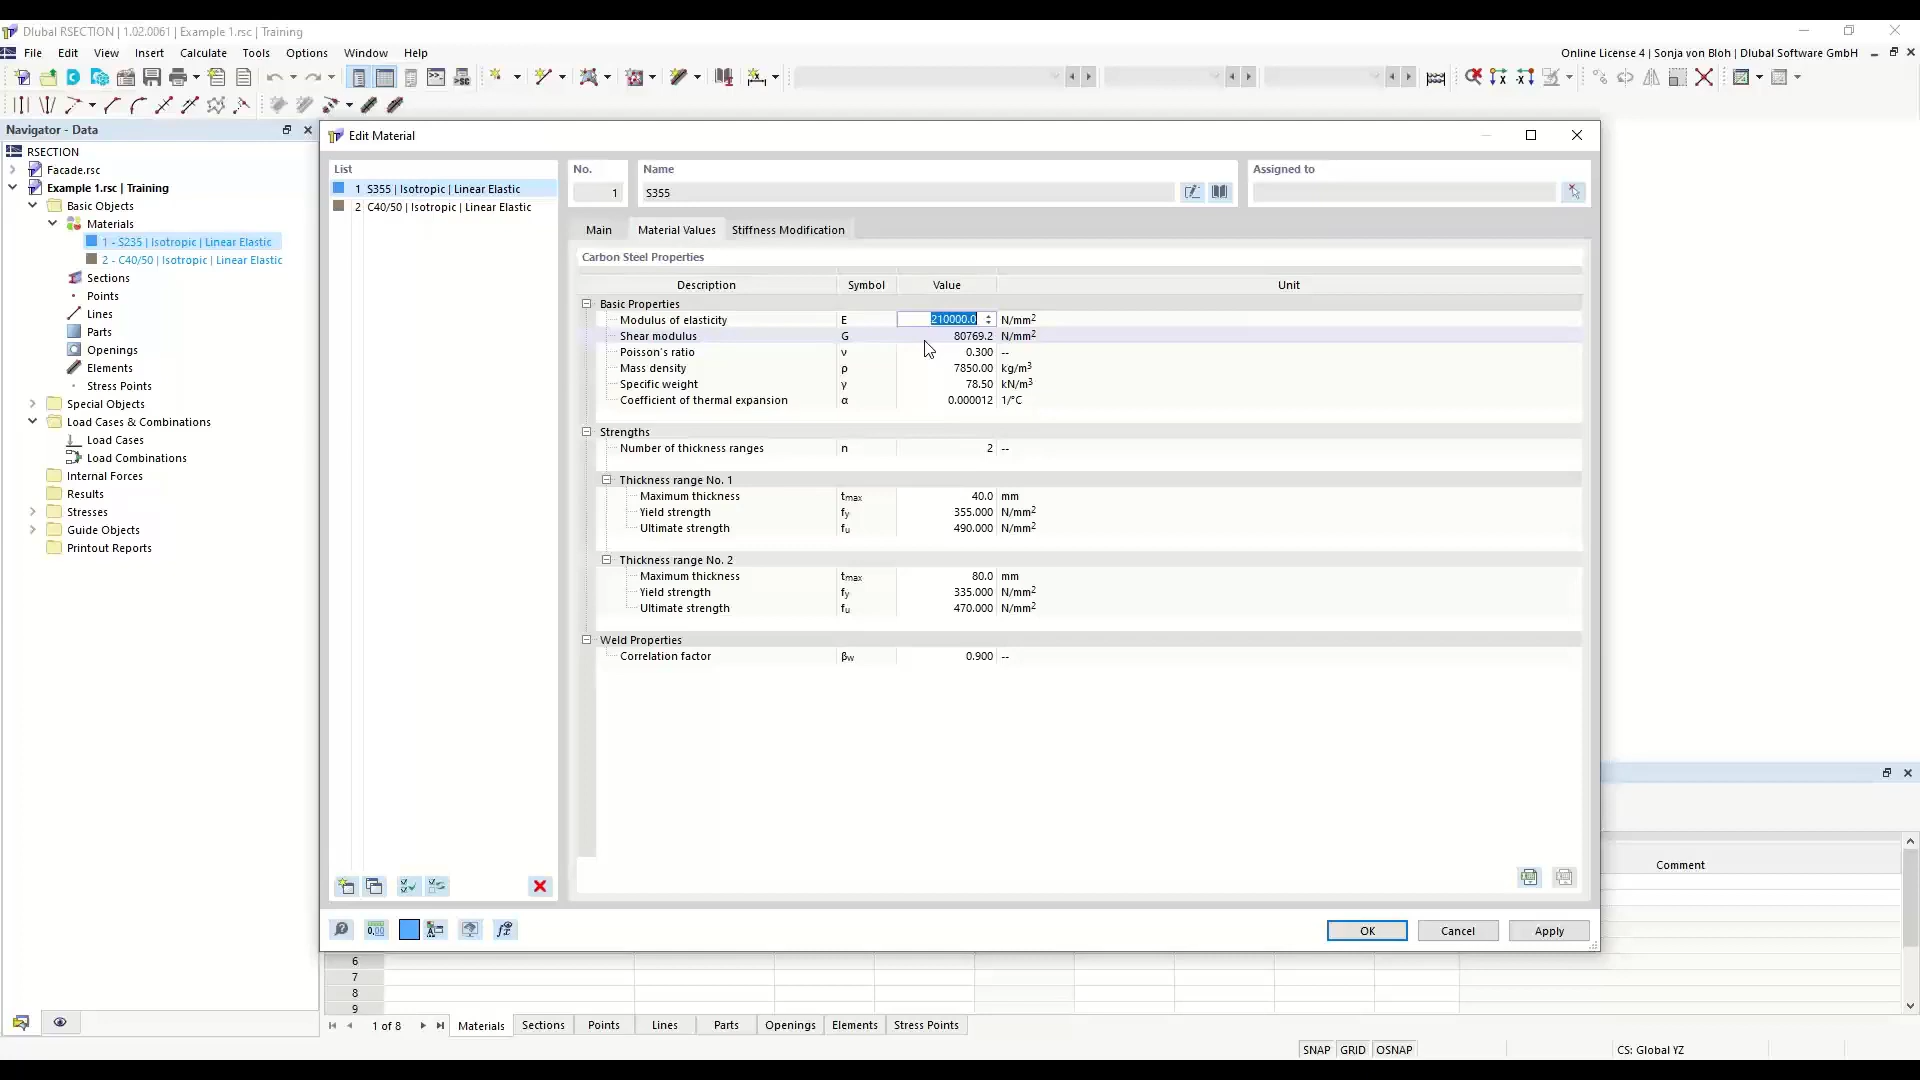 Dlubal RSECTION | 1.02.0061 | Example 1.rsc | Training
File Edit View Insert Calculate Tools Options Window Help
Online License 4 | Sonja von Bloh | Dlubal Software GmbH
Navigator - Data
RSECTION
Facade.rsc
Example 1.rsc | Training
Basic Objects
Materials
1 - S235 | Isotropic | Linear Elastic
2 - C40/50 | Isotropic | Linear Elastic
Sections
Points
Lines
Parts
Openings
Elements
Stress Points
Special Objects
Load Cases & Combinations
Load Cases
Load Combinations
Internal Forces
Results
Stresses
Guide Objects
Printout Reports
Edit Material
List
1 S355 | Isotropic | Linear Elastic
2 C40/50 | Isotropic | Linear Elastic
No.
1
Name
S355
Assigned to
Main Material Values Stiffness Modification
Carbon Steel Properties
Description Symbol Value Unit
Basic Properties
Modulus of elasticity E 210000.0 N/mm2
Shear modulus G 80769.2 N/mm2
Poisson's ratio ν 0.300 --
Mass density ρ 7850.00 kg/m3
Specific weight γ 78.50 kN/m3
Coefficient of thermal expansion α 0.000012 1/°C
Strengths
Number of thickness ranges n 2 --
Thickness range No. 1
Maximum thickness tmax 40.0 mm
Yield strength fy 355.000 N/mm2
Ultimate strength fu 490.000 N/mm2
Thickness range No. 2
Maximum thickness tmax 80.0 mm
Yield strength fy 335.000 N/mm2
Ultimate strength fu 470.000 N/mm2
Weld Properties
Correlation factor βw 0.900 --
OK Cancel Apply
Comment
6
7
8
9
1 of 8 Materials Sections Points Lines Parts Openings Elements Stress Points
SNAP GRID OSNAP CS: Global YZ